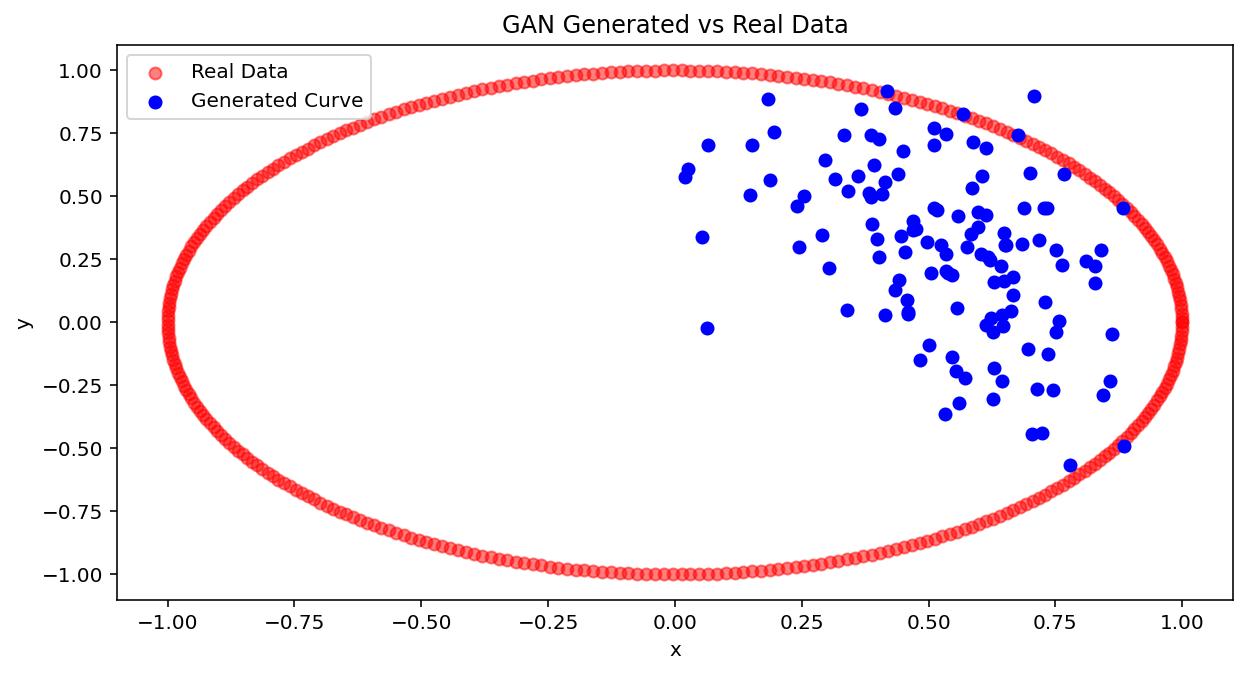 GAN Generated vs Real Data
Real Data
Generated Curve
1.00
0.75
0.50
0.25
0.00
−0.25
−0.50
−0.75
−1.00
y
−1.00 −0.75 −0.50 −0.25 0.00 0.25 0.50 0.75 1.00
x